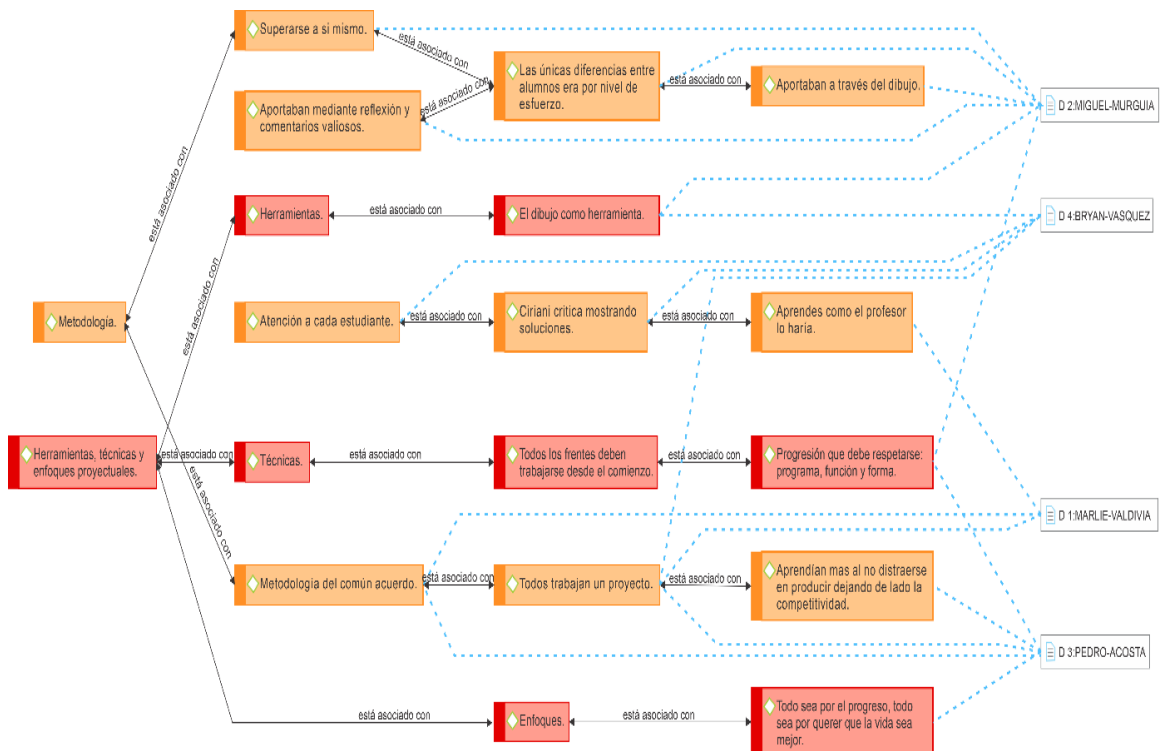 Superarse a si mismo.
está asociado con
Las únicas diferencias entre
alumnos era por nivel de
esfuerzo.
está asociado con
Aportaban a través del dibujo.
está asociado con
Aportaban mediante reflexión y
comentarios valiosos.
D 2:MIGUEL-MURGUIA
está asociado con
Herramientas.
está asociado con
El dibujo como herramienta.
D 4:BRYAN-VASQUEZ
está asociado con
Metodología.
Atención a cada estudiante.
está asociado con
Ciriani critica mostrando
soluciones.
está asociado con
Aprendes como el profesor
lo haría.
Herramientas, técnicas y
enfoques proyectuales.
está asociado con
Técnicas.
está asociado con
Todos los frentes deben
trabajarse desde el comienzo.
está asociado con
Progresión que debe respetarse:
programa, función y forma.
está asociado con
D 1:MARLIE-VALDIVIA
Metodología del común acuerdo.
está asociado con
Todos trabajan un proyecto.
está asociado con
Aprendían mas al no distraerse
en producir dejando de lado la
competitividad.
D 3:PEDRO-ACOSTA
está asociado con
Enfoques.
está asociado con
Todo sea por el progreso, todo
sea por querer que la vida sea
mejor.